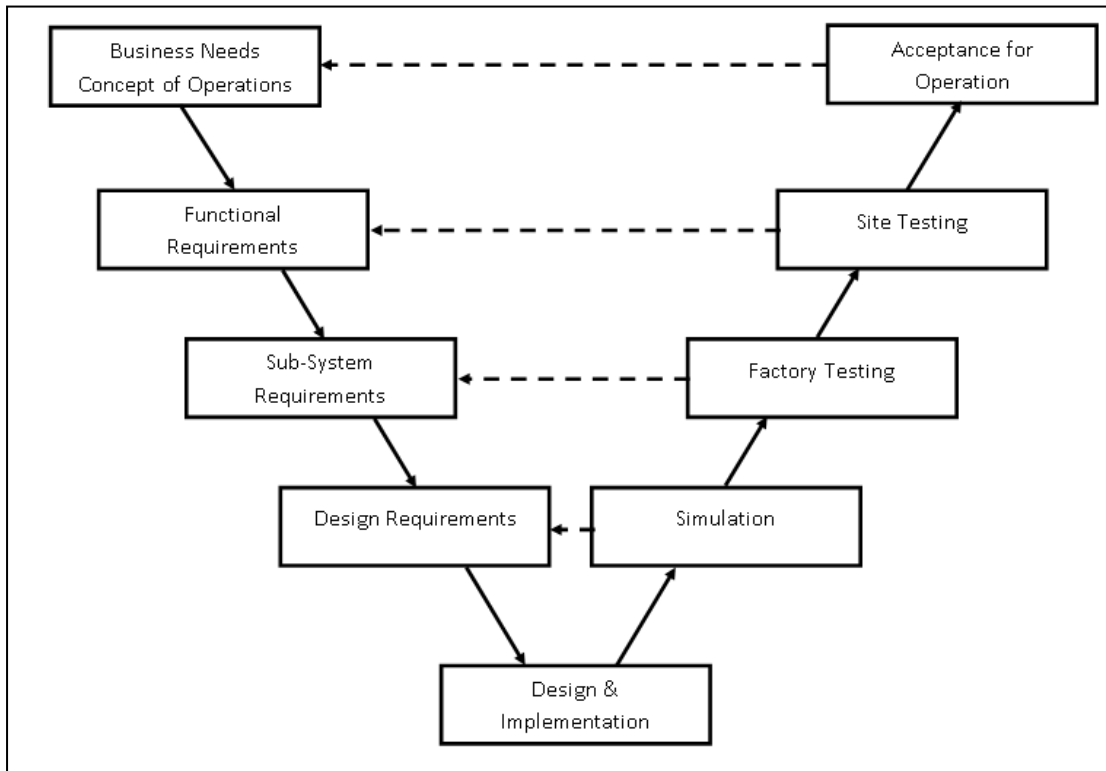 Business Needs
Concept of Operations
Acceptance for
Operation
Functional
Requirements
Site Testing
Sub-System
Requirements
Factory Testing
Design Requirements
Simulation
Design &
Implementation